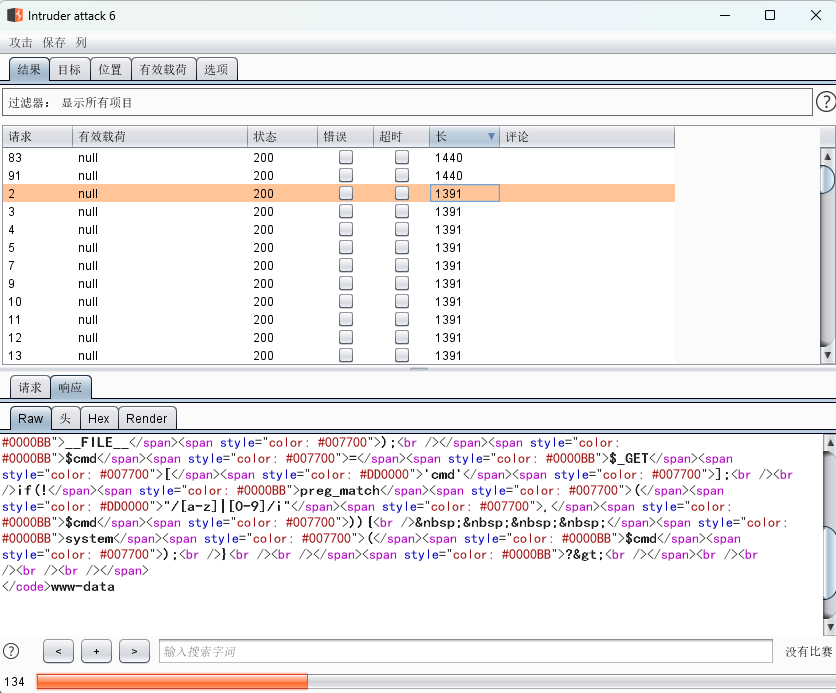 Intruder attack 6
攻击 保存 列
结果 目标 位置 有效载荷 选项
过滤器： 显示所有项目 ?
请求 有效载荷 状态 错误 超时 长 评论
83 null 200 1440
91 null 200 1440
2 null 200 1391
3 null 200 1391
4 null 200 1391
5 null 200 1391
7 null 200 1391
9 null 200 1391
10 null 200 1391
11 null 200 1391
12 null 200 1391
13 null 200 1391
请求 响应
Raw 头 Hex Render
#0000BB">__FILE__</span><span style="color: #007700">);<br /></span><span style="color:
#0000BB">$cmd</span><span style="color: #007700">=</span><span style="color: #0000BB">$_GET</span><span
style="color: #007700">[</span><span style="color: #DD0000">'cmd'</span><span style="color: #007700">];<br /><br
/>if(!</span><span style="color: #0000BB">preg_match</span><span style="color: #007700">(</span><span
style="color: #DD0000">"/[a-z]|[0-9]/i"</span><span style="color: #007700">,</span><span style="color:
#0000BB">$cmd</span><span style="color: #007700">)){<br />&nbsp;&nbsp;&nbsp;&nbsp;</span><span style="color:
#0000BB">system</span><span style="color: #007700">(</span><span style="color: #0000BB">$cmd</span><span
style="color: #007700">);<br />}<br /><br /></span><span style="color: #0000BB">?&gt;<br /></span><br /><br
/><br /><br /></span>
</code>www-data
? < + > 输入搜索字词 没有比赛
134